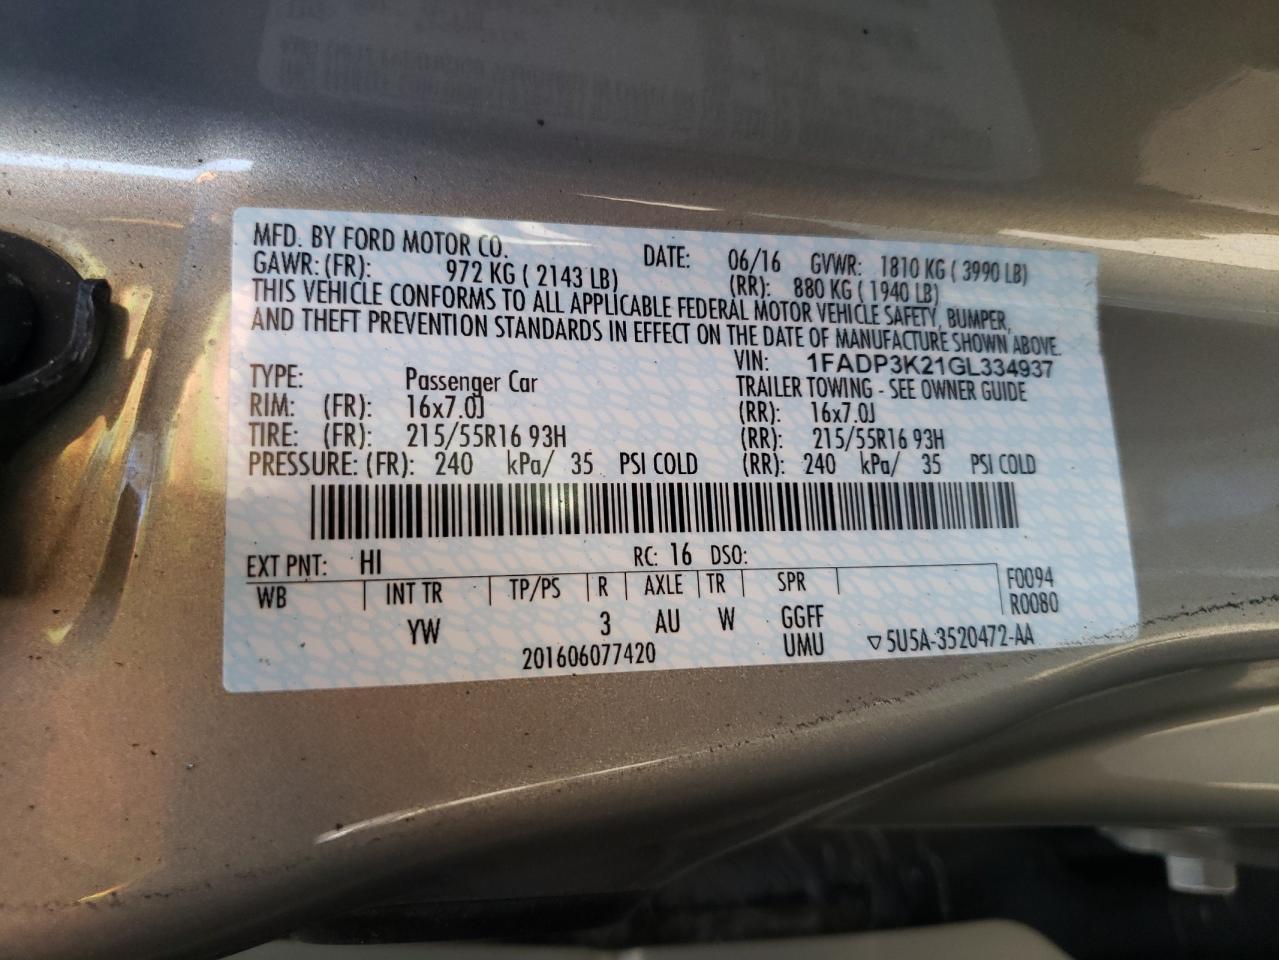 MFD. BY FORD MOTOR CO. DATE: 06/16 GVWR: 1810 KG ( 3990 LB)
GAWR: (FR): 972 KG ( 2143 LB) (RR): 880 KG ( 1940 LB)
THIS VEHICLE CONFORMS TO ALL APPLICABLE FEDERAL MOTOR VEHICLE SAFETY, BUMPER,
AND THEFT PREVENTION STANDARDS IN EFFECT ON THE DATE OF MANUFACTURE SHOWN ABOVE.
VIN: 1FADP3K21GL334937
TYPE: Passenger Car TRAILER TOWING - SEE OWNER GUIDE
RIM: (FR): 16x7.0J (RR): 16x7.0J
TIRE: (FR): 215/55R16 93H (RR): 215/55R16 93H
PRESSURE: (FR): 240 kPa/ 35 PSI COLD (RR): 240 kPa/ 35 PSI COLD
EXT PNT: HI RC: 16 DSO:
WB INT TR TP/PS R AXLE TR SPR F0094
R0080
YW 3 AU W GGFF
201606077420 UMU ▽5U5A-3520472-AA